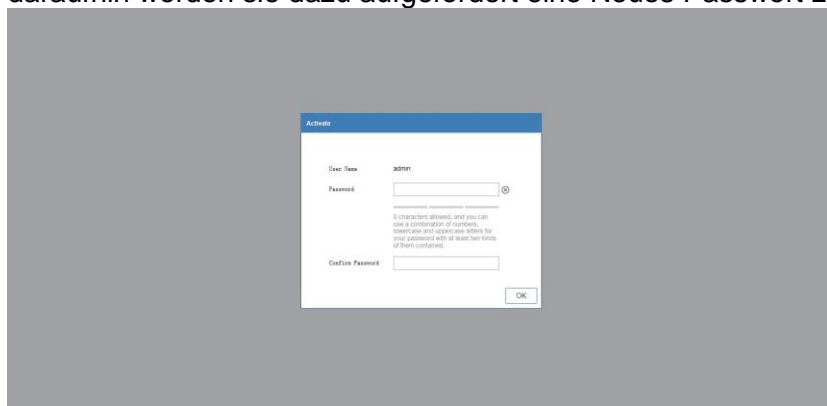 daraufhin werden sie dazu aufgefordert eine Neues Passwort
Activate
User Name admin
Password
8 characters allowed, and you can
use a combination of numbers,
lowercase and uppercase letters for
your password with at least two kinds
of them contained.
Confirm Password
OK